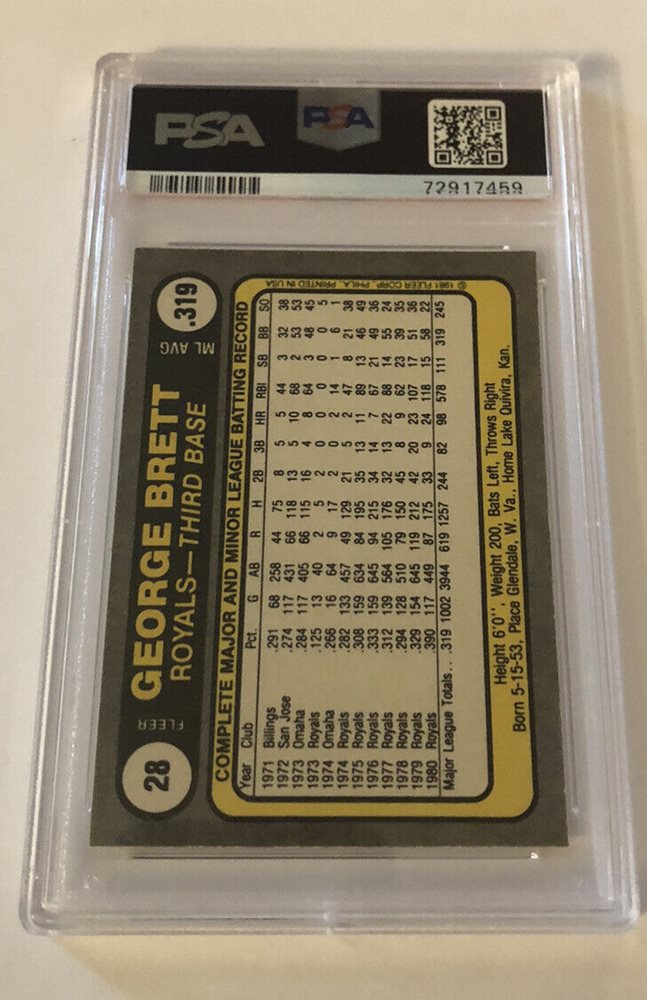 PSA
PSA
72917459
28
FLEER
GEORGE BRETT
ROYALS—THIRD BASE
ML AVG
.319
COMPLETE MAJOR AND MINOR LEAGUE BATTING RECORD
Year Club Pct. G AB R H 2B 3B HR RBI SB BB SO
1971 Billings .291 68 258 44 75 8 5 5 44 3 32 38
1972 San Jose .274 117 431 66 118 13 5 10 68 2 53 53
1973 Omaha .284 117 405 66 115 16 4 8 64 3 48 45
1973 Royals .125 13 40 2 5 2 0 0 0 0 0 5
1974 Omaha .266 16 64 9 17 2 0 2 14 1 6 1
1974 Royals .282 133 457 49 129 21 5 2 47 8 21 38
1975 Royals .308 159 634 84 195 35 13 11 89 13 46 49
1976 Royals .333 159 645 94 215 34 14 7 67 21 49 36
1977 Royals .312 139 564 105 176 32 13 22 88 14 55 24
1978 Royals .294 128 510 79 150 45 8 9 62 23 39 35
1979 Royals .329 154 645 119 212 42 20 23 107 17 51 36
1980 Royals .390 117 449 87 175 33 9 24 118 15 58 22
Major League Totals. . .319 1002 3944 619 1257 244 82 98 578 111 319 245
Height 6'0", Weight 200, Bats Left, Throws Right
Born 5-15-53, Place Glendale, W. Va., Home Lake Quivira, Kan.
© 1981 FLEER CORP., PHILA., PRINTED IN USA